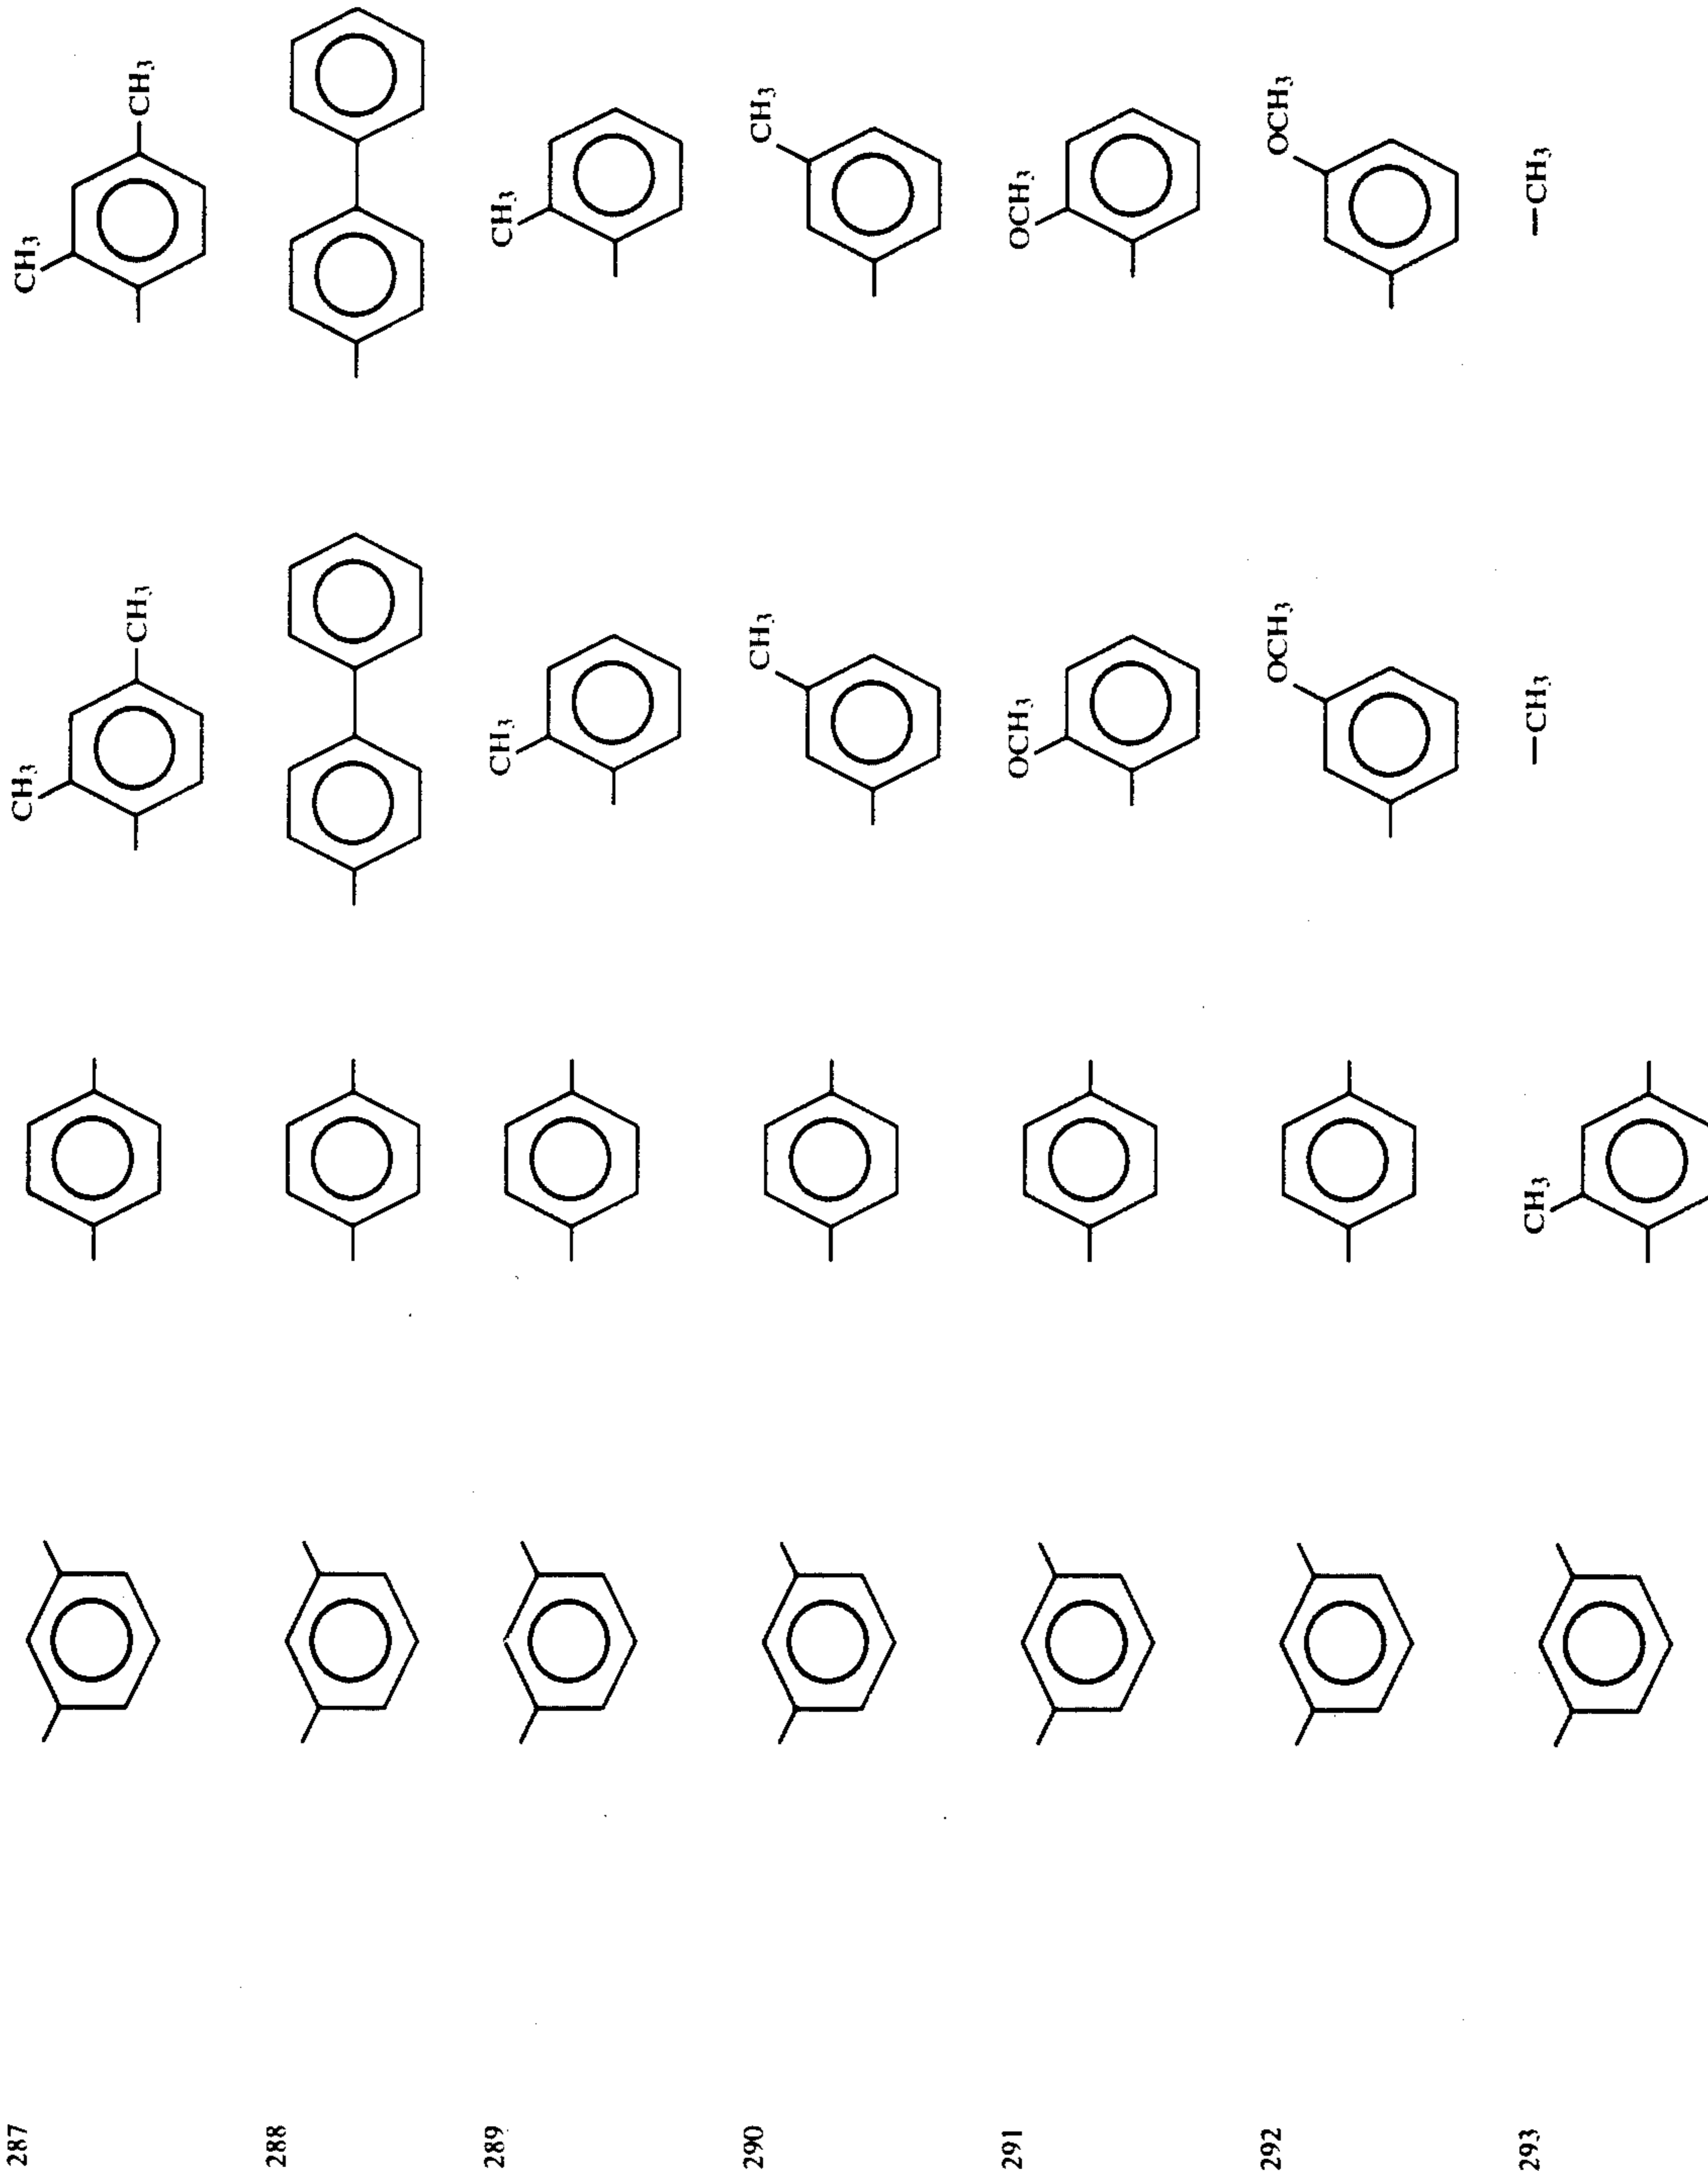 287 CH₃ CH₃
CH₃ CH₃
288
289 CH₃ CH₃
290 CH₃ CH₃
291 OCH₃ OCH₃
292 OCH₃ OCH₃
293 CH₃ —CH₃ —CH₃